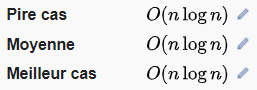 Pire cas O(n log n)
Moyenne O(n log n)
Meilleur cas O(n log n)